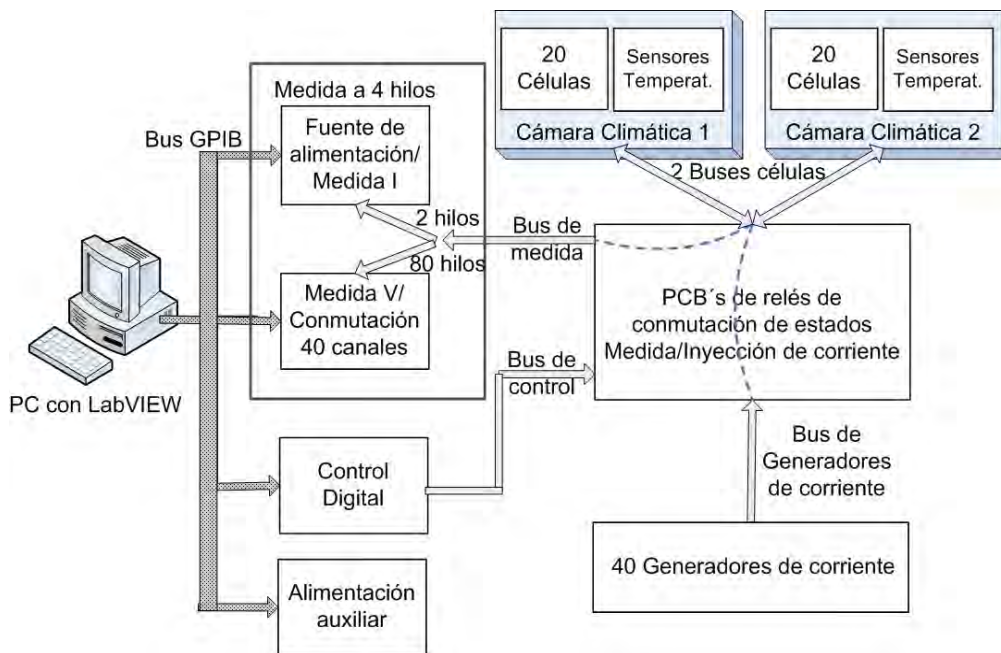 20
Células
Sensores
Temperat.
Cámara Climática 1
20
Células
Sensores
Temperat.
Cámara Climática 2
2 Buses células
Medida a 4 hilos
Fuente de
alimentación/
Medida I
Bus GPIB
2 hilos
80 hilos
Bus de
medida
Medida V/
Conmutación
40 canales
PCB´s de relés de
conmutación de estados
Medida/Inyección de corriente
PC con LabVIEW
Bus de
control
Control
Digital
Bus de
Generadores
de corriente
40 Generadores de corriente
Alimentación
auxiliar